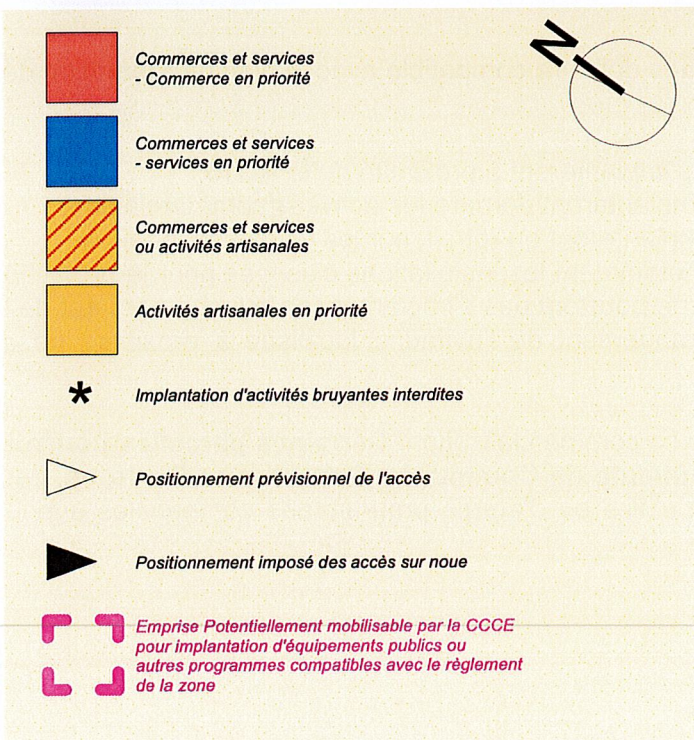 N
Commerces et services
- Commerce en priorité
Commerces et services
- services en priorité
Commerces et services
ou activités artisanales
Activités artisanales en priorité
* Implantation d'activités bruyantes interdites
Positionnement prévisionnel de l'accès
Positionnement imposé des accès sur noue
Emprise Potentiellement mobilisable par la CCCE
pour implantation d'équipements publics ou
autres programmes compatibles avec le règlement
de la zone